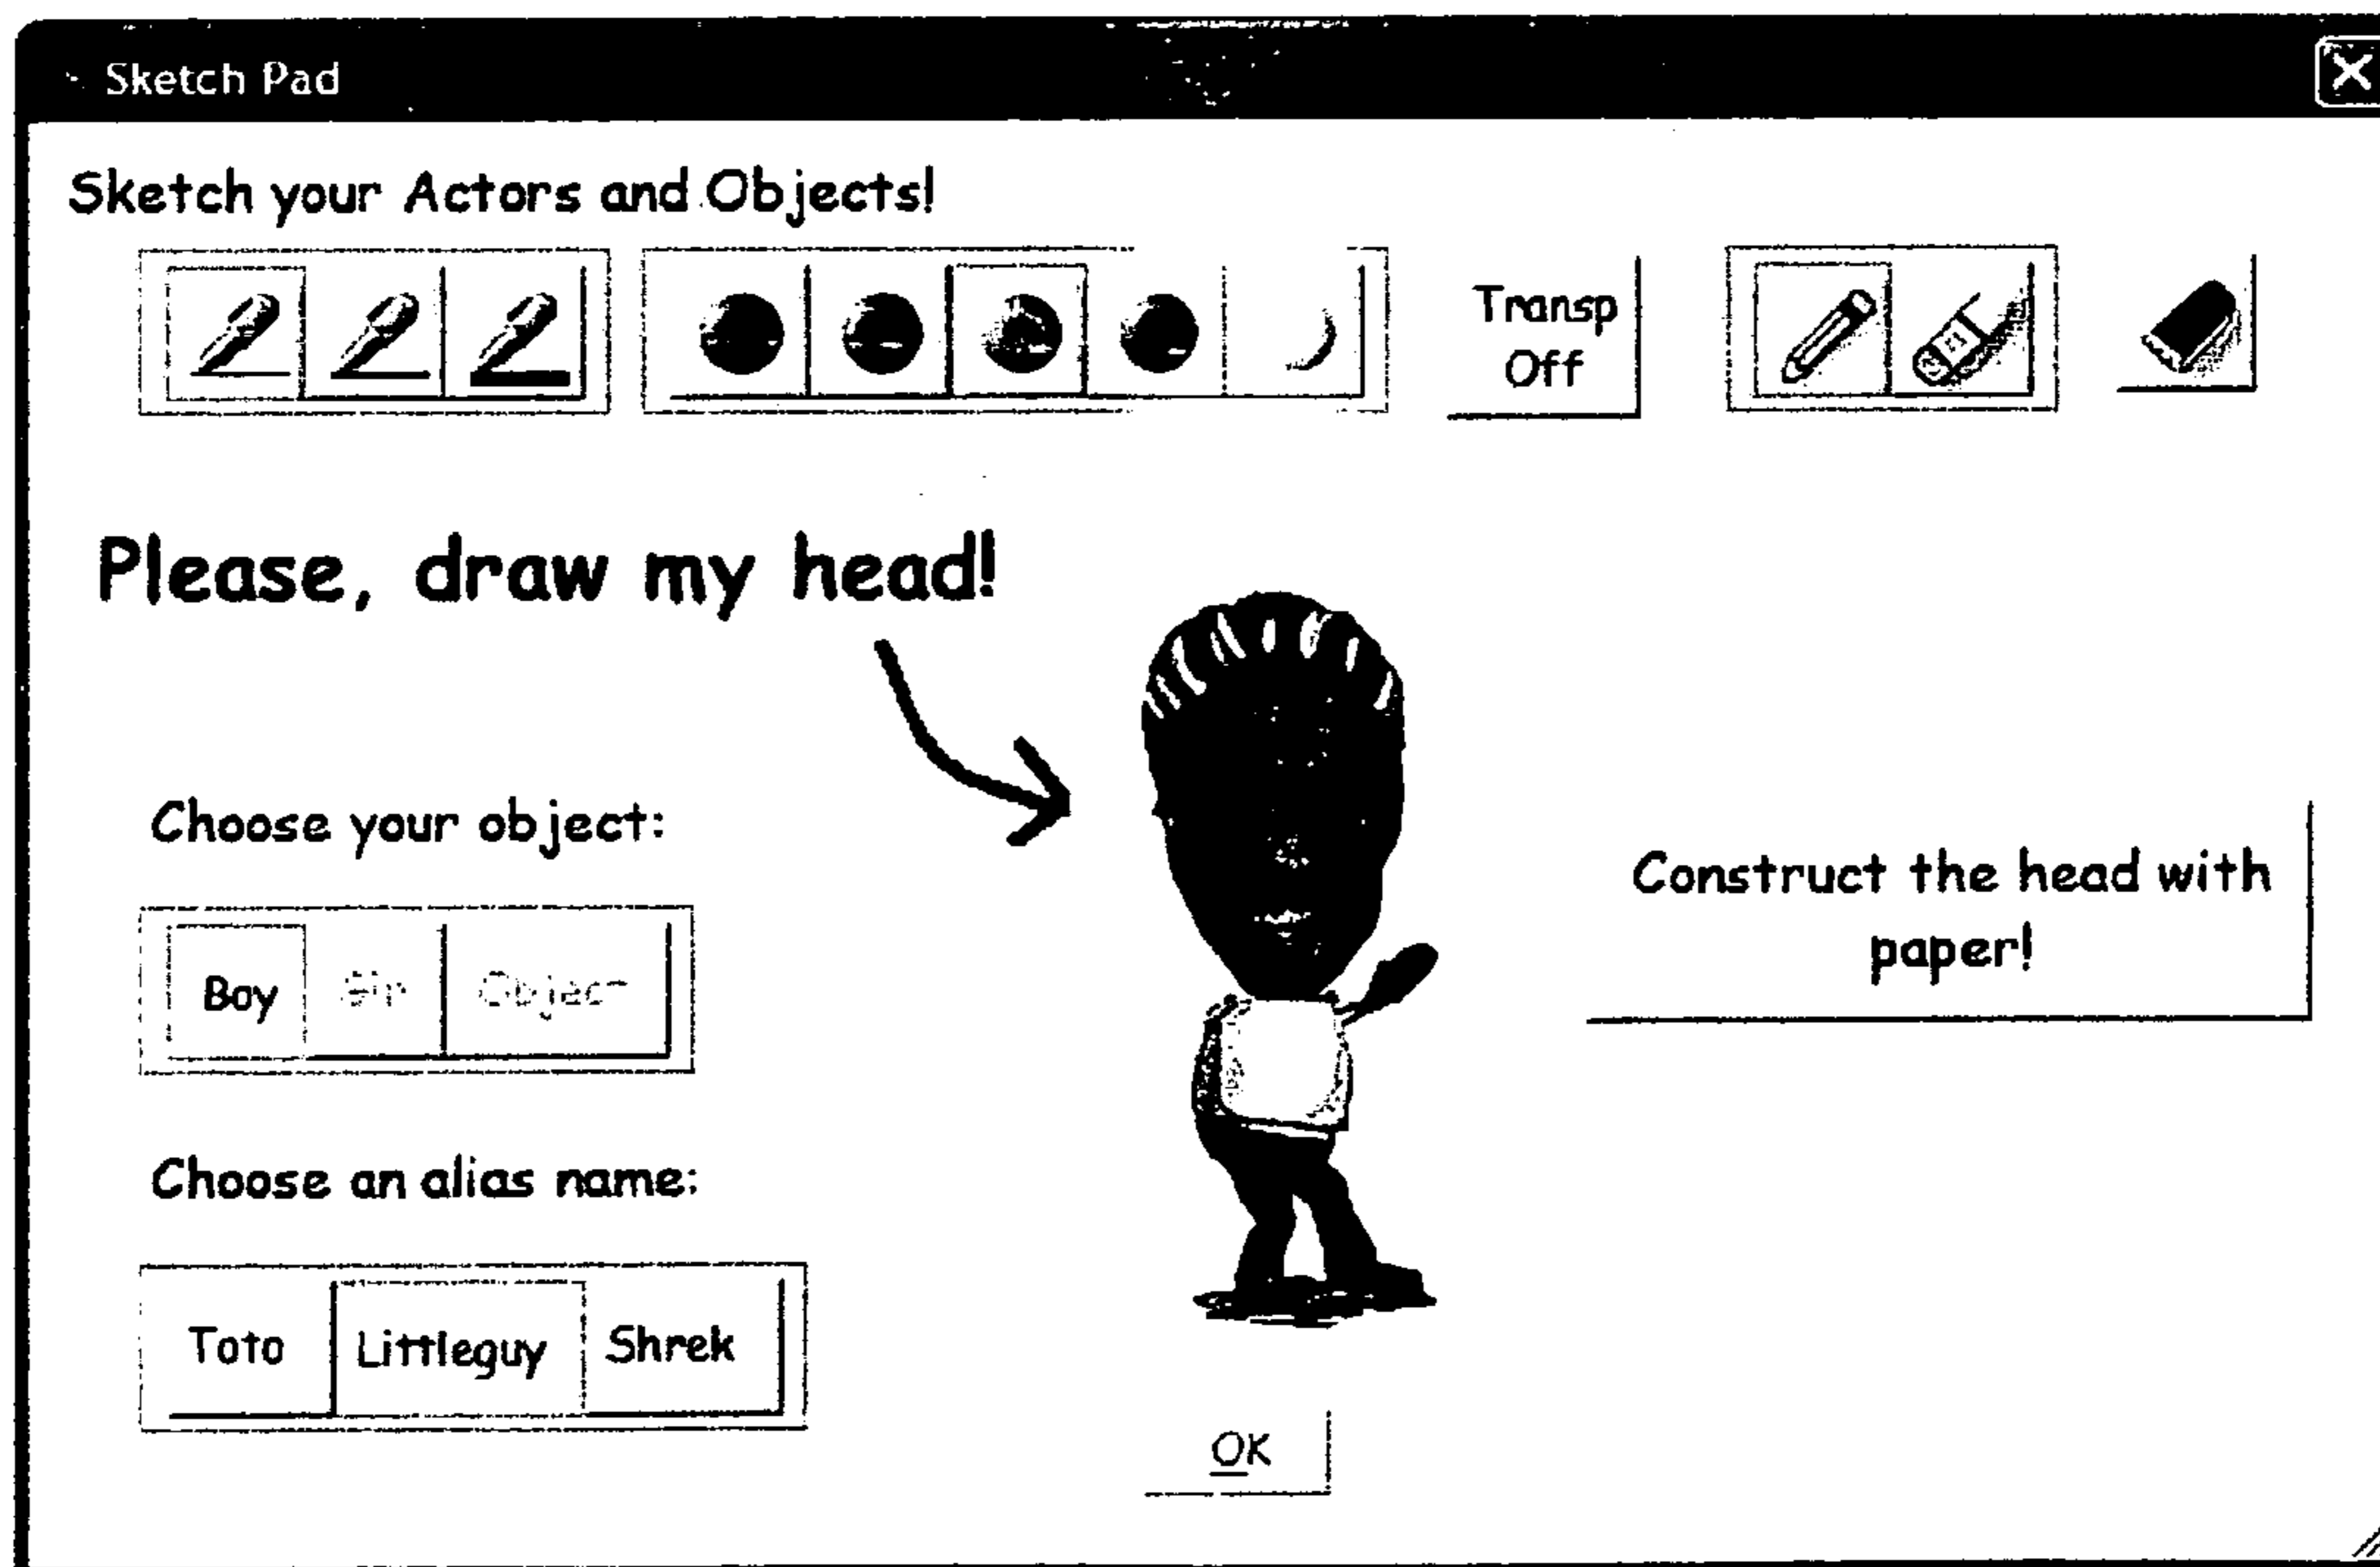 Sketch Pad
Sketch your Actors and Objects!
Transp
Off
Please, draw my head!
Choose your object:
Boy Object
Construct the head with
paper!
Choose an alias name:
Toto Littleguy Shrek
OK